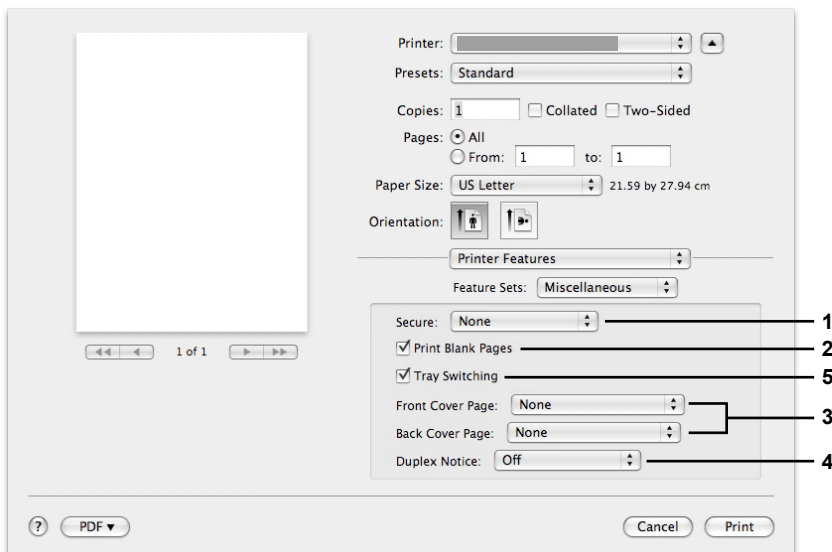 Printer:
Presets: Standard
Copies: 1 Collated Two-Sided
Pages: All
From: 1 to: 1
Paper Size: US Letter 21.59 by 27.94 cm
Orientation:
Printer Features
Feature Sets: Miscellaneous
Secure: None 1
Print Blank Pages 2
Tray Switching 5
Front Cover Page: None
3
Back Cover Page: None
Duplex Notice: Off 4
1 of 1
? PDF▼ Cancel Print